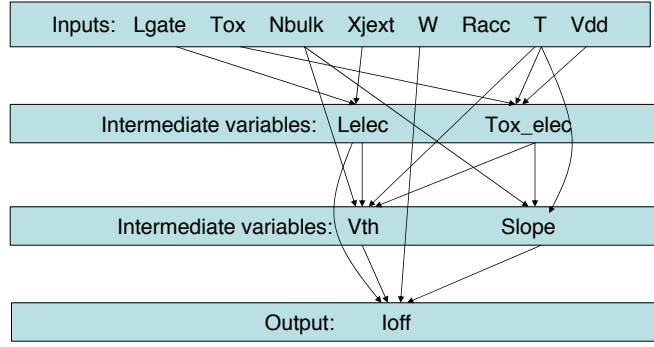 Inputs: Lgate Tox Nbulk Xjext W Racc T Vdd
Intermediate variables: Lelec Tox_elec
Intermediate variables: Vth Slope
Output: Ioff